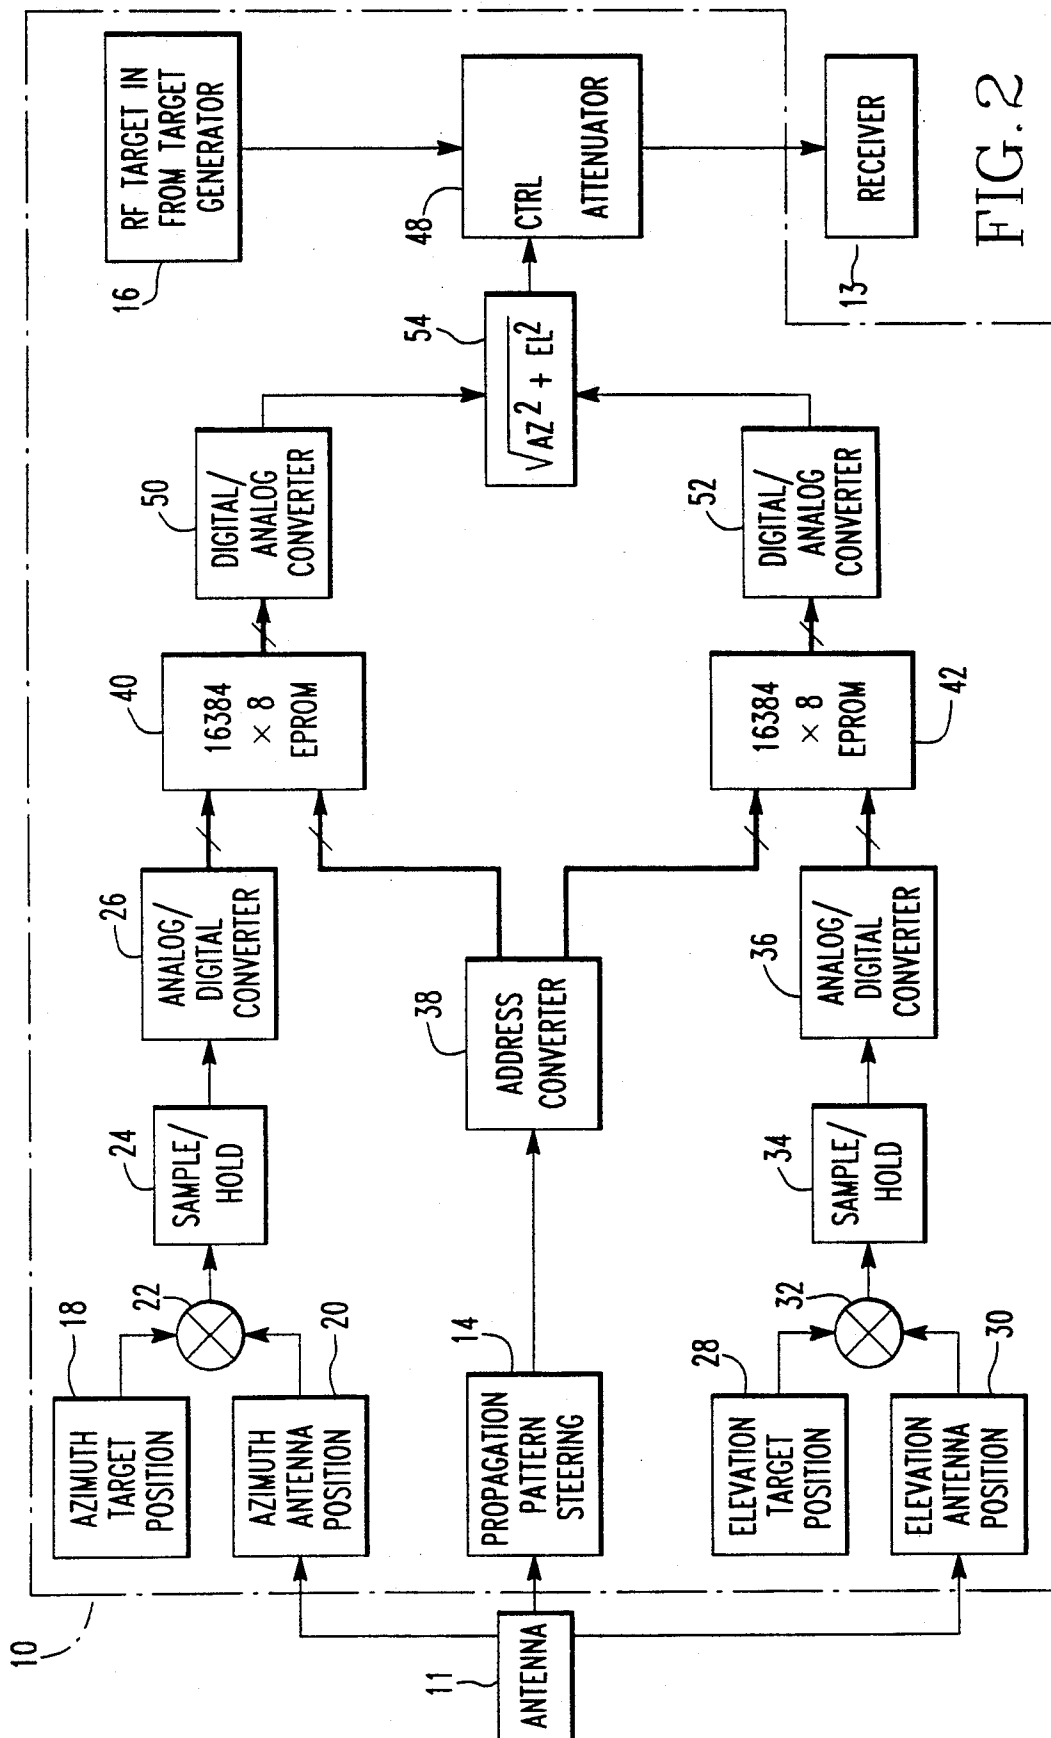 10
11
ANTENNA
18
AZIMUTH
TARGET
POSITION
20
AZIMUTH
ANTENNA
POSITION
22
24
SAMPLE/
HOLD
26
ANALOG/
DIGITAL
CONVERTER
40
16384
× 8
EPROM
50
DIGITAL/
ANALOG
CONVERTER
16
RF TARGET IN
FROM TARGET
GENERATOR
14
PROPAGATION
PATTERN
STEERING
38
ADDRESS
CONVERTER
54
√AZ² + EL²
48
CTRL
ATTENUATOR
28
ELEVATION
TARGET
POSITION
30
ELEVATION
ANTENNA
POSITION
32
34
SAMPLE/
HOLD
36
ANALOG/
DIGITAL
CONVERTER
42
16384
× 8
EPROM
52
DIGITAL/
ANALOG
CONVERTER
13
RECEIVER
FIG. 2